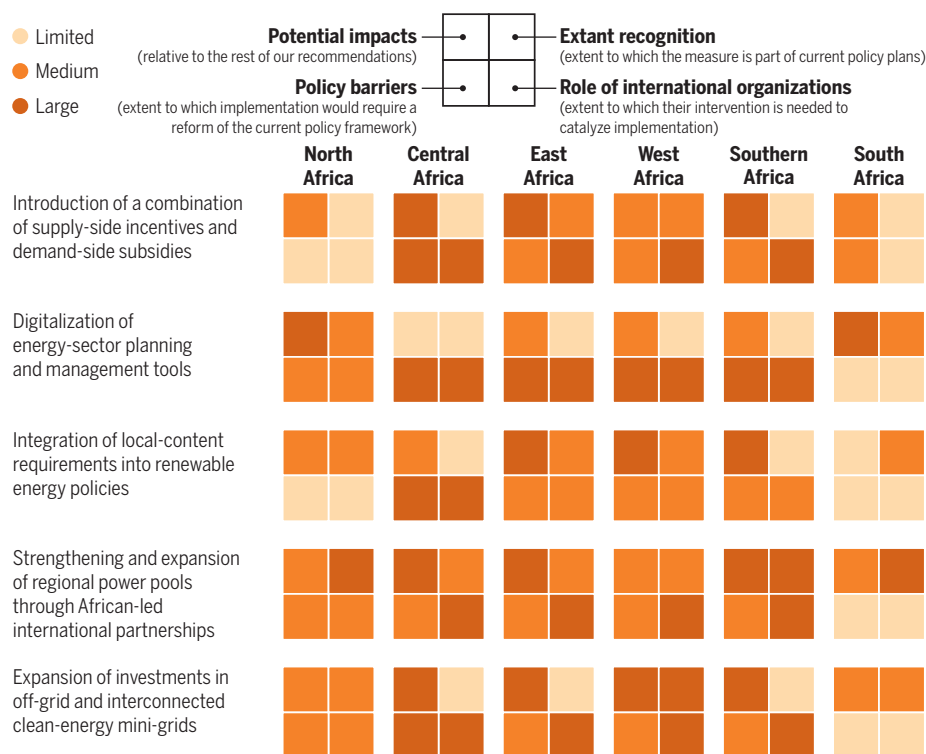 Limited
Medium
Large
Potential impacts
(relative to the rest of our recommendations)
Policy barriers
(extent to which implementation would require a
reform of the current policy framework)
Extant recognition
(extent to which the measure is part of current policy plans)
Role of international organizations
(extent to which their intervention is needed to
catalyze implementation)
North
Africa
Central
Africa
East
Africa
West
Africa
Southern
Africa
South
Africa
Introduction of a combination
of supply-side incentives and
demand-side subsidies
Digitalization of
energy-sector planning
and management tools
Integration of local-content
requirements into renewable
energy policies
Strengthening and expansion
of regional power pools
through African-led
international partnerships
Expansion of investments in
off-grid and interconnected
clean-energy mini-grids